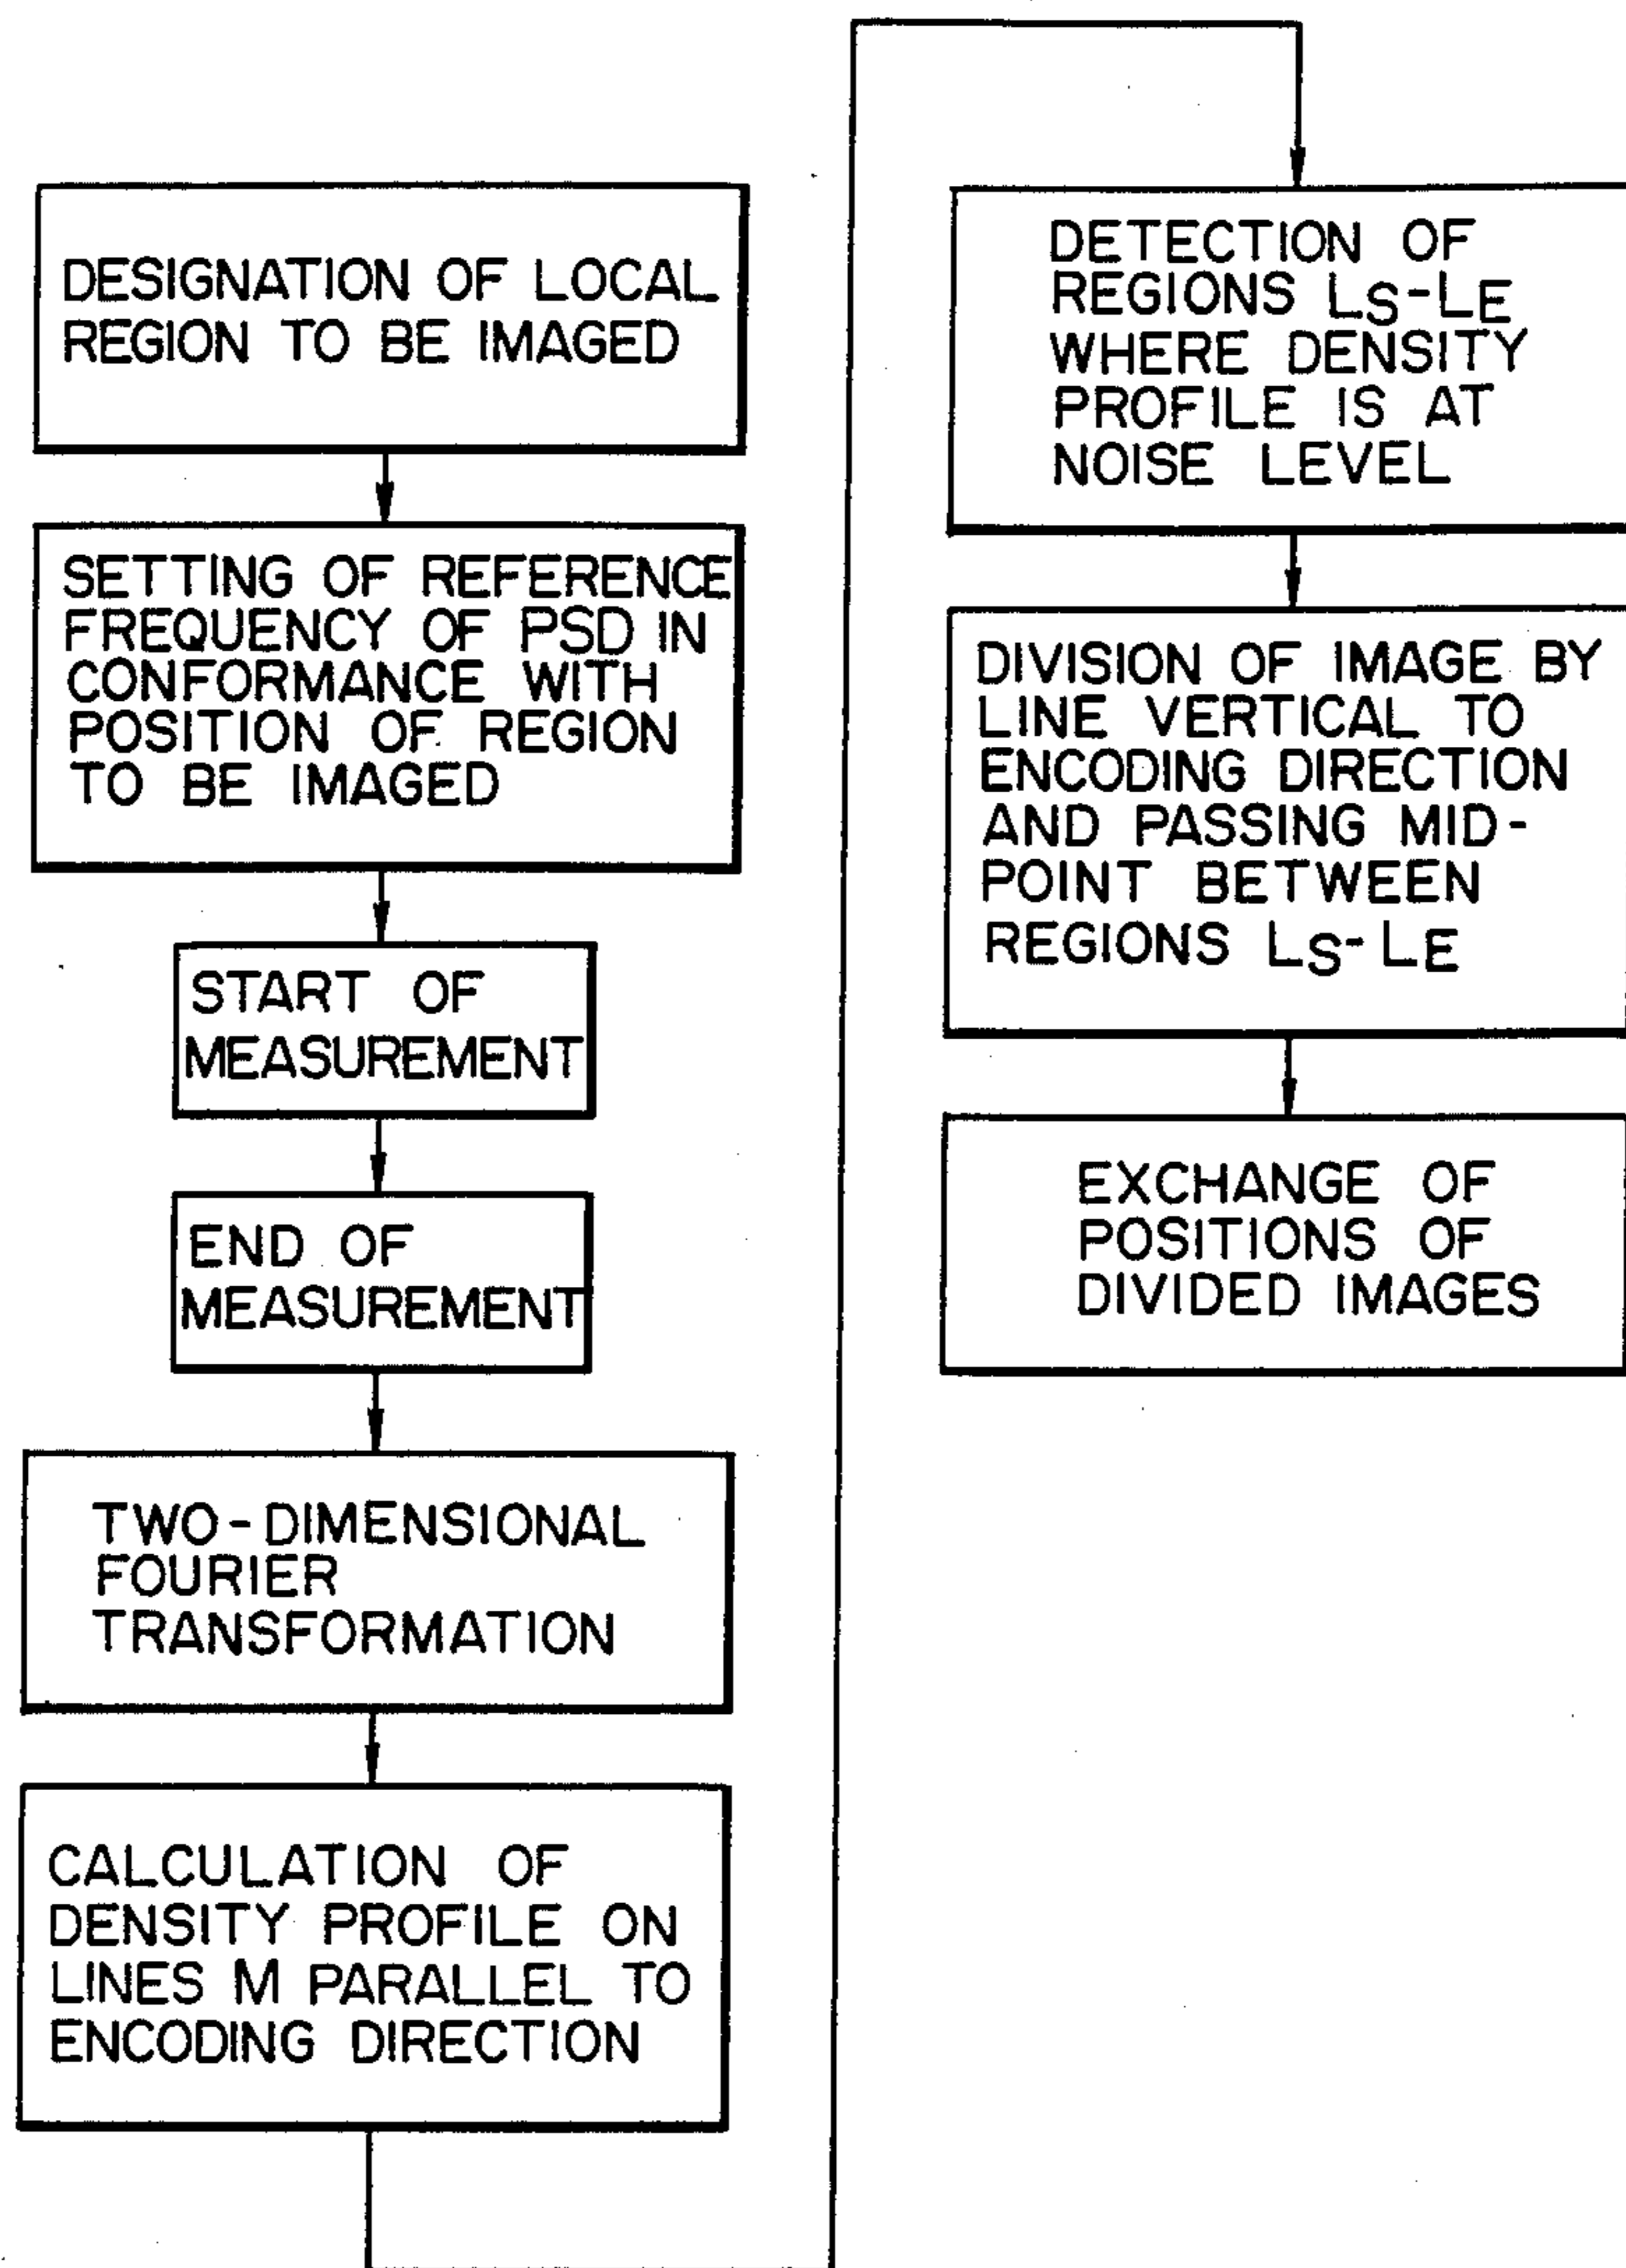 DESIGNATION OF LOCAL
REGION TO BE IMAGED
SETTING OF REFERENCE
FREQUENCY OF PSD IN
CONFORMANCE WITH
POSITION OF REGION
TO BE IMAGED
START OF
MEASUREMENT
END OF
MEASUREMENT
TWO-DIMENSIONAL
FOURIER
TRANSFORMATION
CALCULATION OF
DENSITY PROFILE ON
LINES M PARALLEL TO
ENCODING DIRECTION
DETECTION OF
REGIONS LS-LE
WHERE DENSITY
PROFILE IS AT
NOISE LEVEL
DIVISION OF IMAGE BY
LINE VERTICAL TO
ENCODING DIRECTION
AND PASSING MID-
POINT BETWEEN
REGIONS LS-LE
EXCHANGE OF
POSITIONS OF
DIVIDED IMAGES